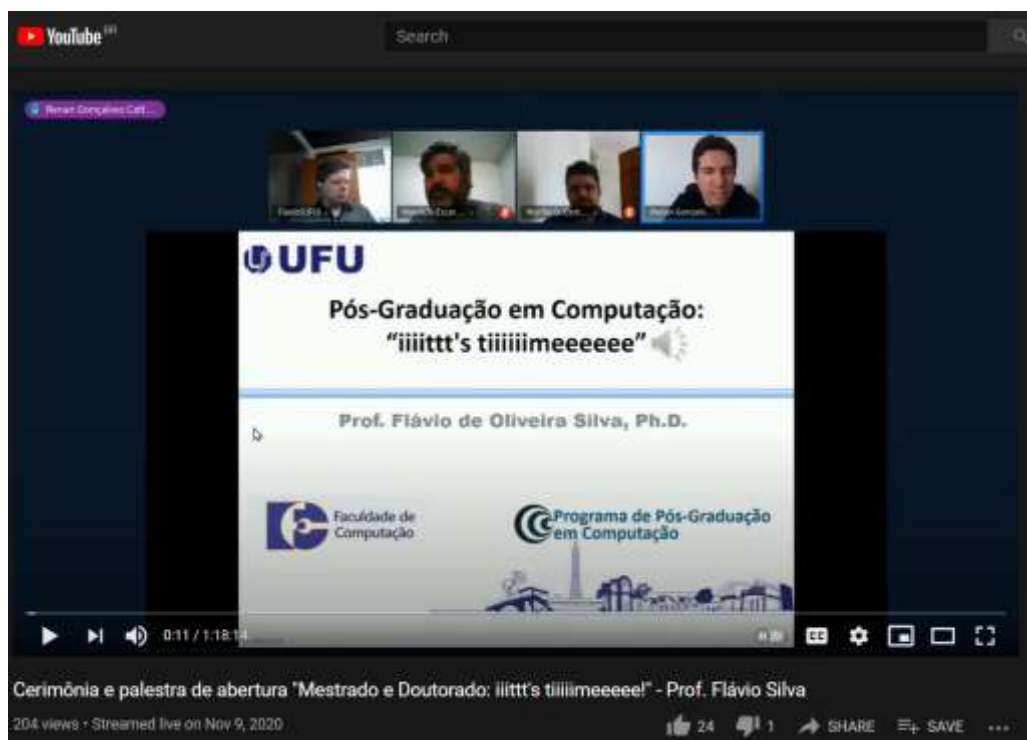 YouTube BR
Search
UFU
Pós-Graduação em Computação:
“iiiittt's tiiiiiimeeeeee”
Prof. Flávio de Oliveira Silva, Ph.D.
Faculdade de
Computação
Programa de Pós-Graduação
em Computação
0:11 / 1:18:14
CC
Cerimônia e palestra de abertura "Mestrado e Doutorado: iiittt's tiiiiimeeeee!" - Prof. Flávio Silva
204 views • Streamed live on Nov 9, 2020
24
1
SHARE
SAVE